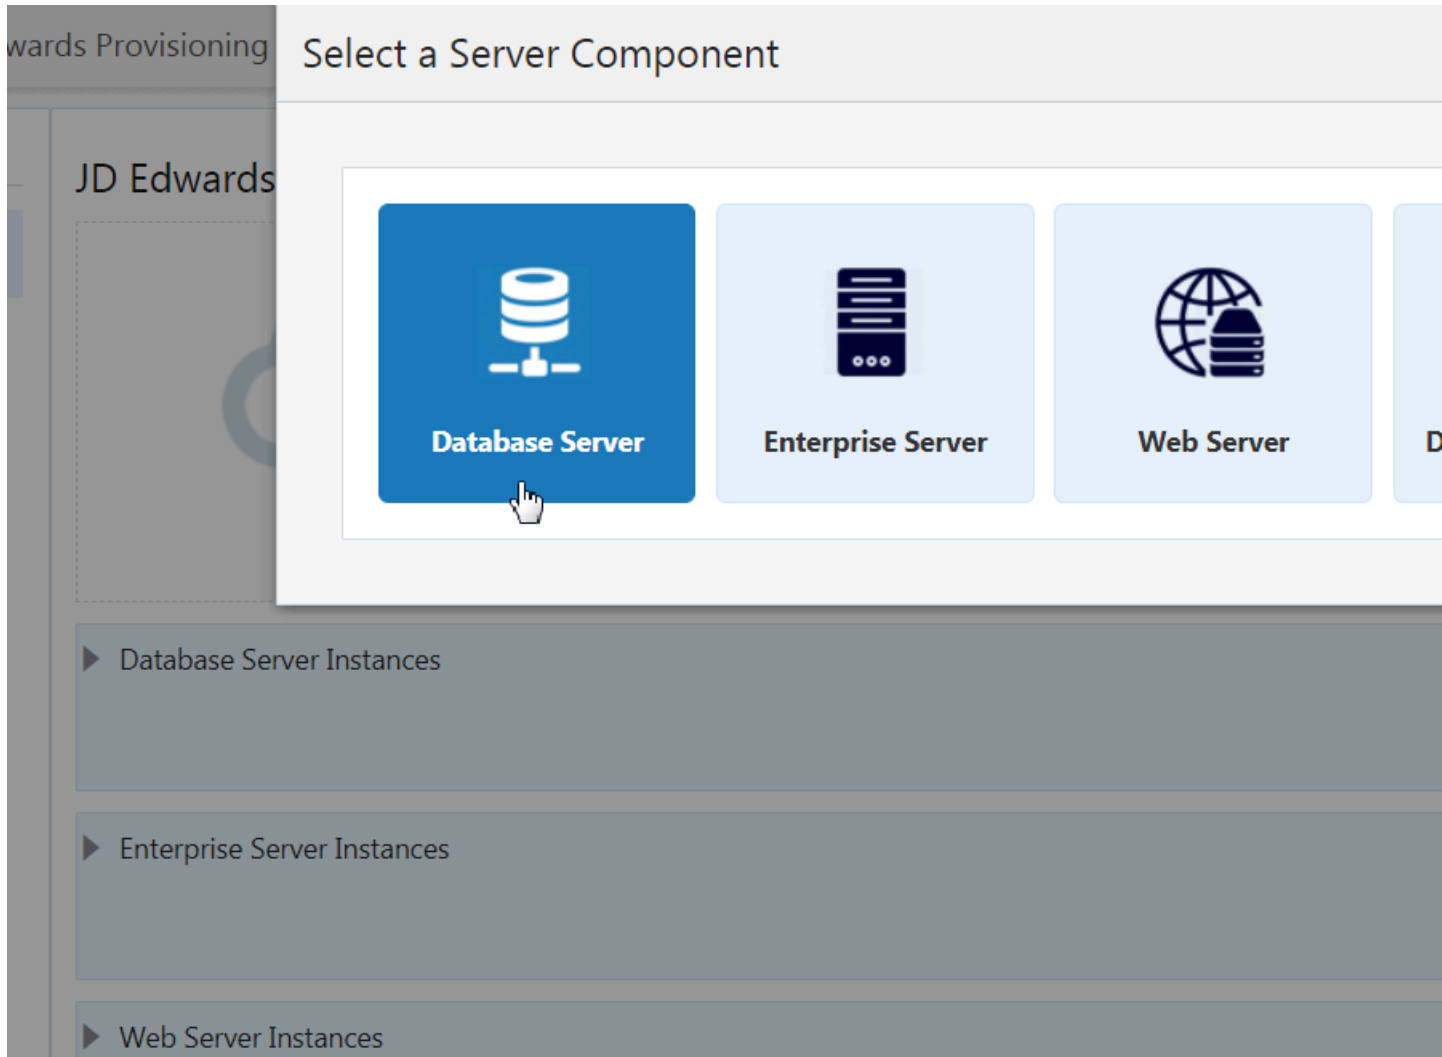 Provisioning
Select a Server Component
JD Edwards
Database Server
Enterprise Server
Web Server
Database Server Instances
Enterprise Server Instances
Web Server Instances